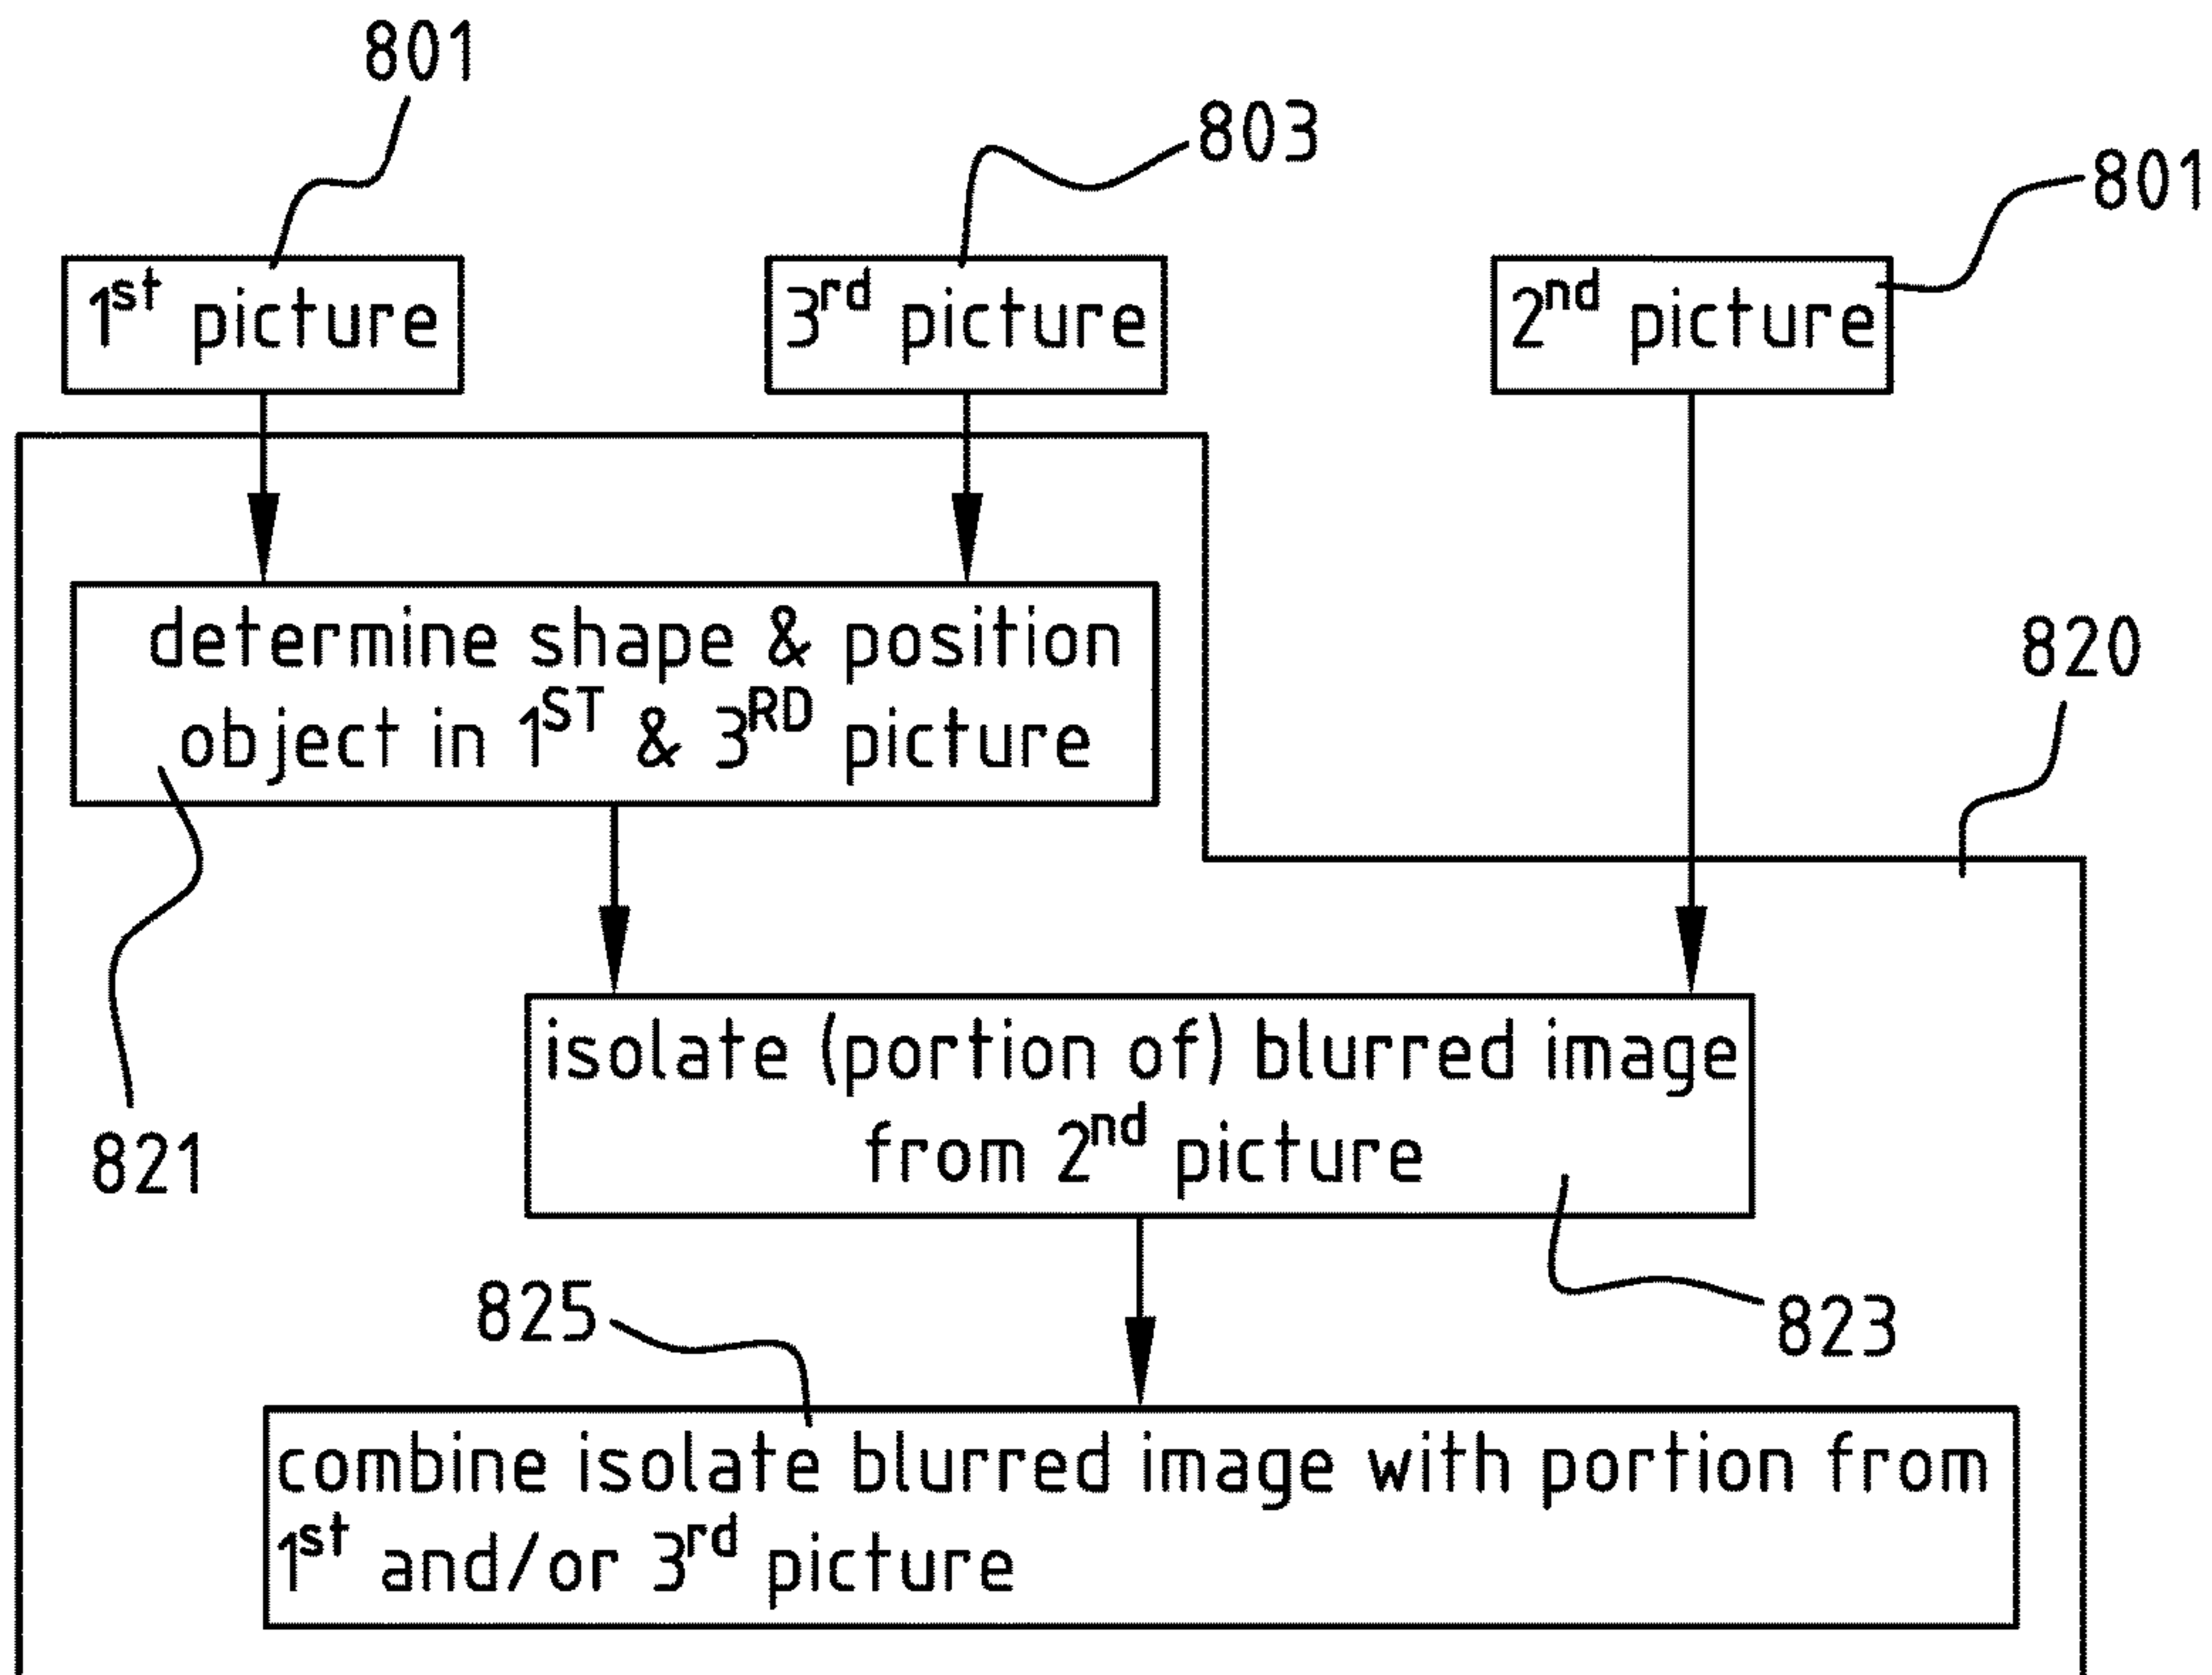 801
803
801
1st picture
3rd picture
2nd picture
determine shape & position
object in 1ST & 3RD picture
820
isolate (portion of) blurred image
from 2nd picture
821
825
823
combine isolate blurred image with portion from
1st and/or 3rd picture